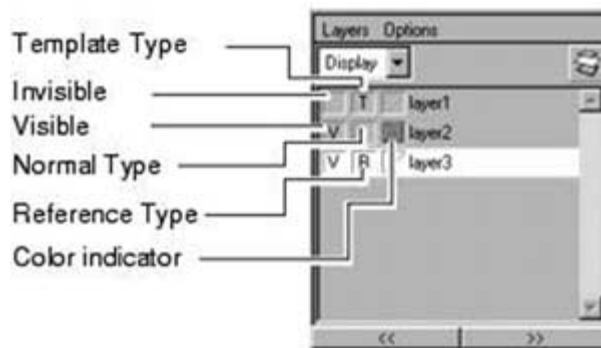 Template Type
Invisible
Visible
Normal Type
Reference Type
Color indicator
Layers Options
Display
T layer1
V layer2
V R layer3
<< >>